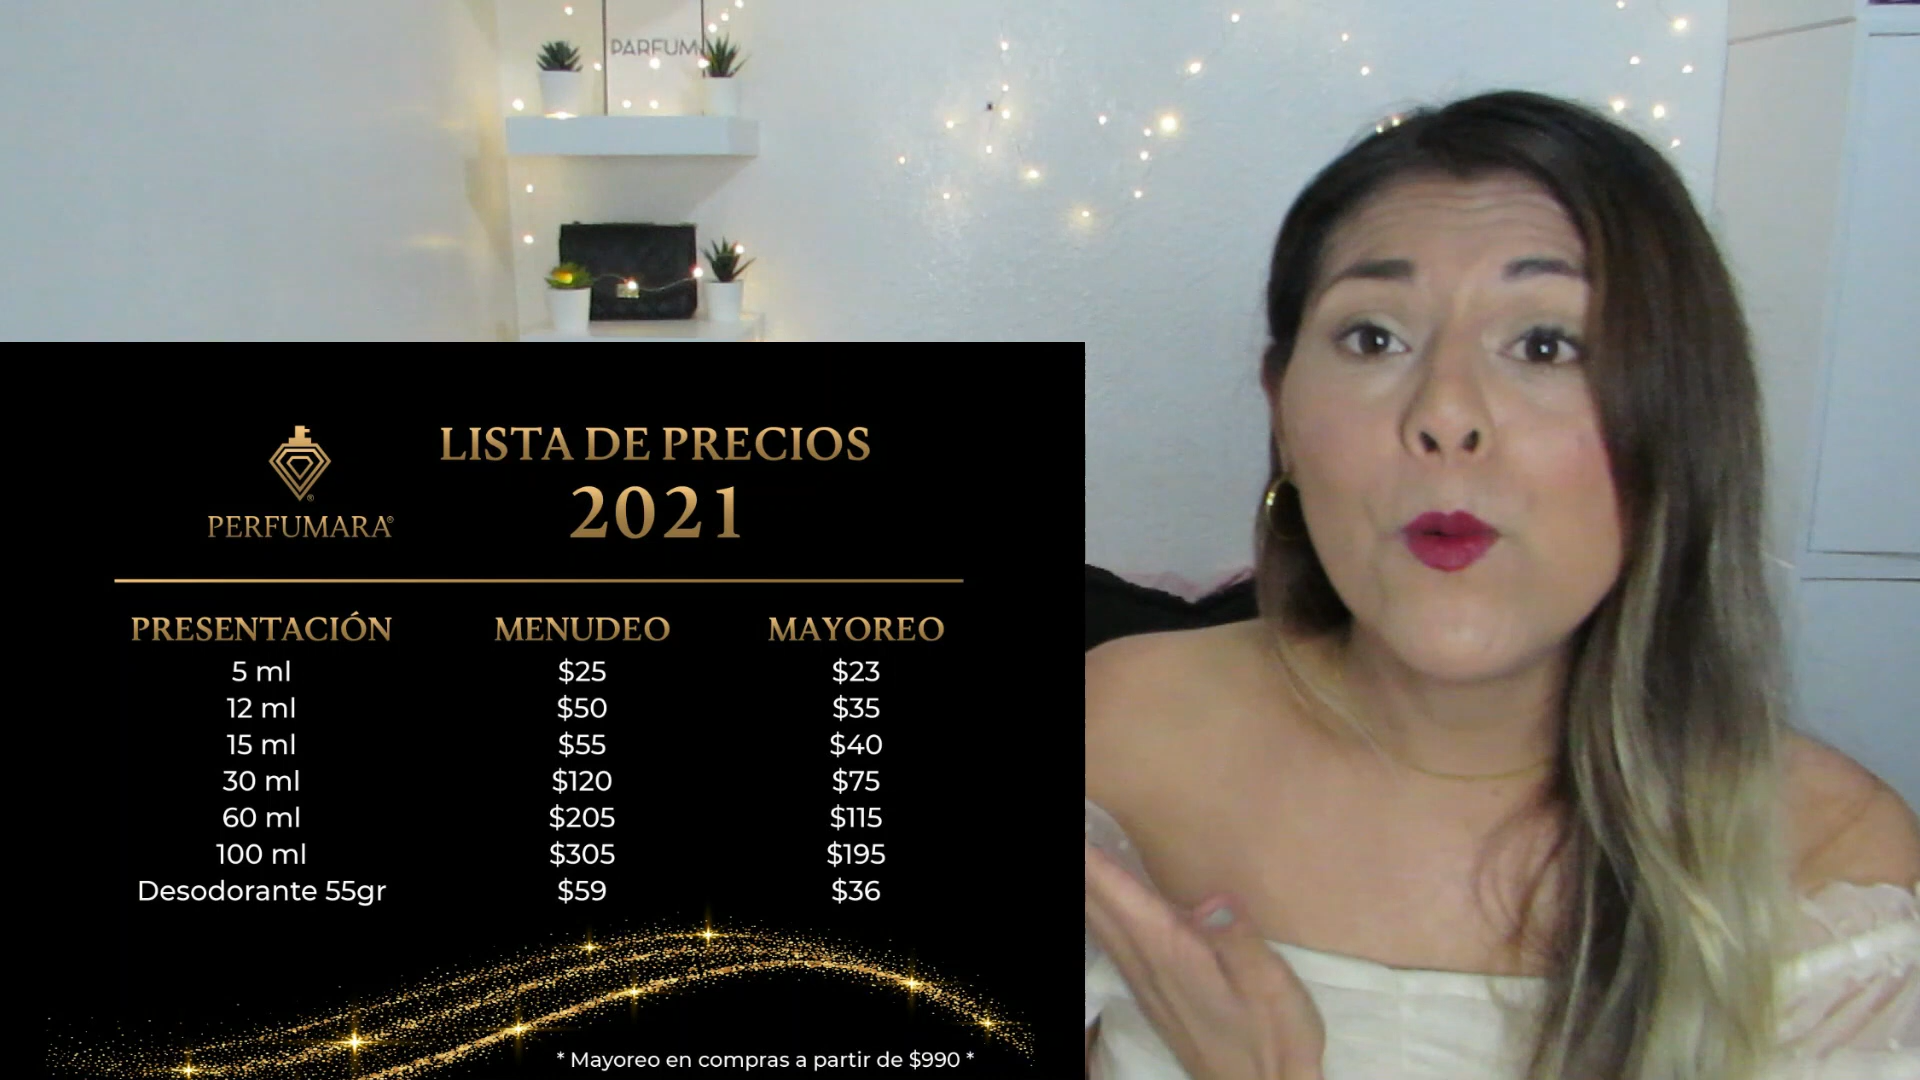 PARFUM
LISTA DE PRECIOS
2021
PERFUMARA®
PRESENTACIÓN MENUDEO MAYOREO
5 ml $25 $23
12 ml $50 $35
15 ml $55 $40
30 ml $120 $75
60 ml $205 $115
100 ml $305 $195
Desodorante 55gr $59 $36
* Mayoreo en compras a partir de $990 *